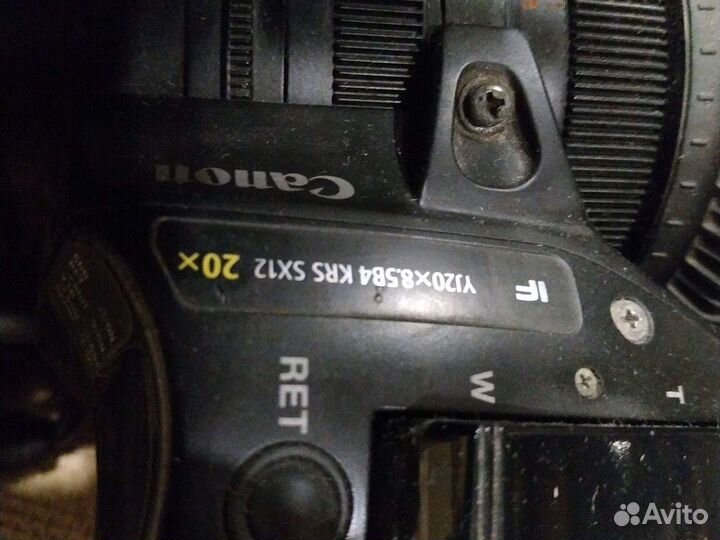 Canon
IF YJ20×8.5B4 KRS SX12 20×
RET
W
T
Avito